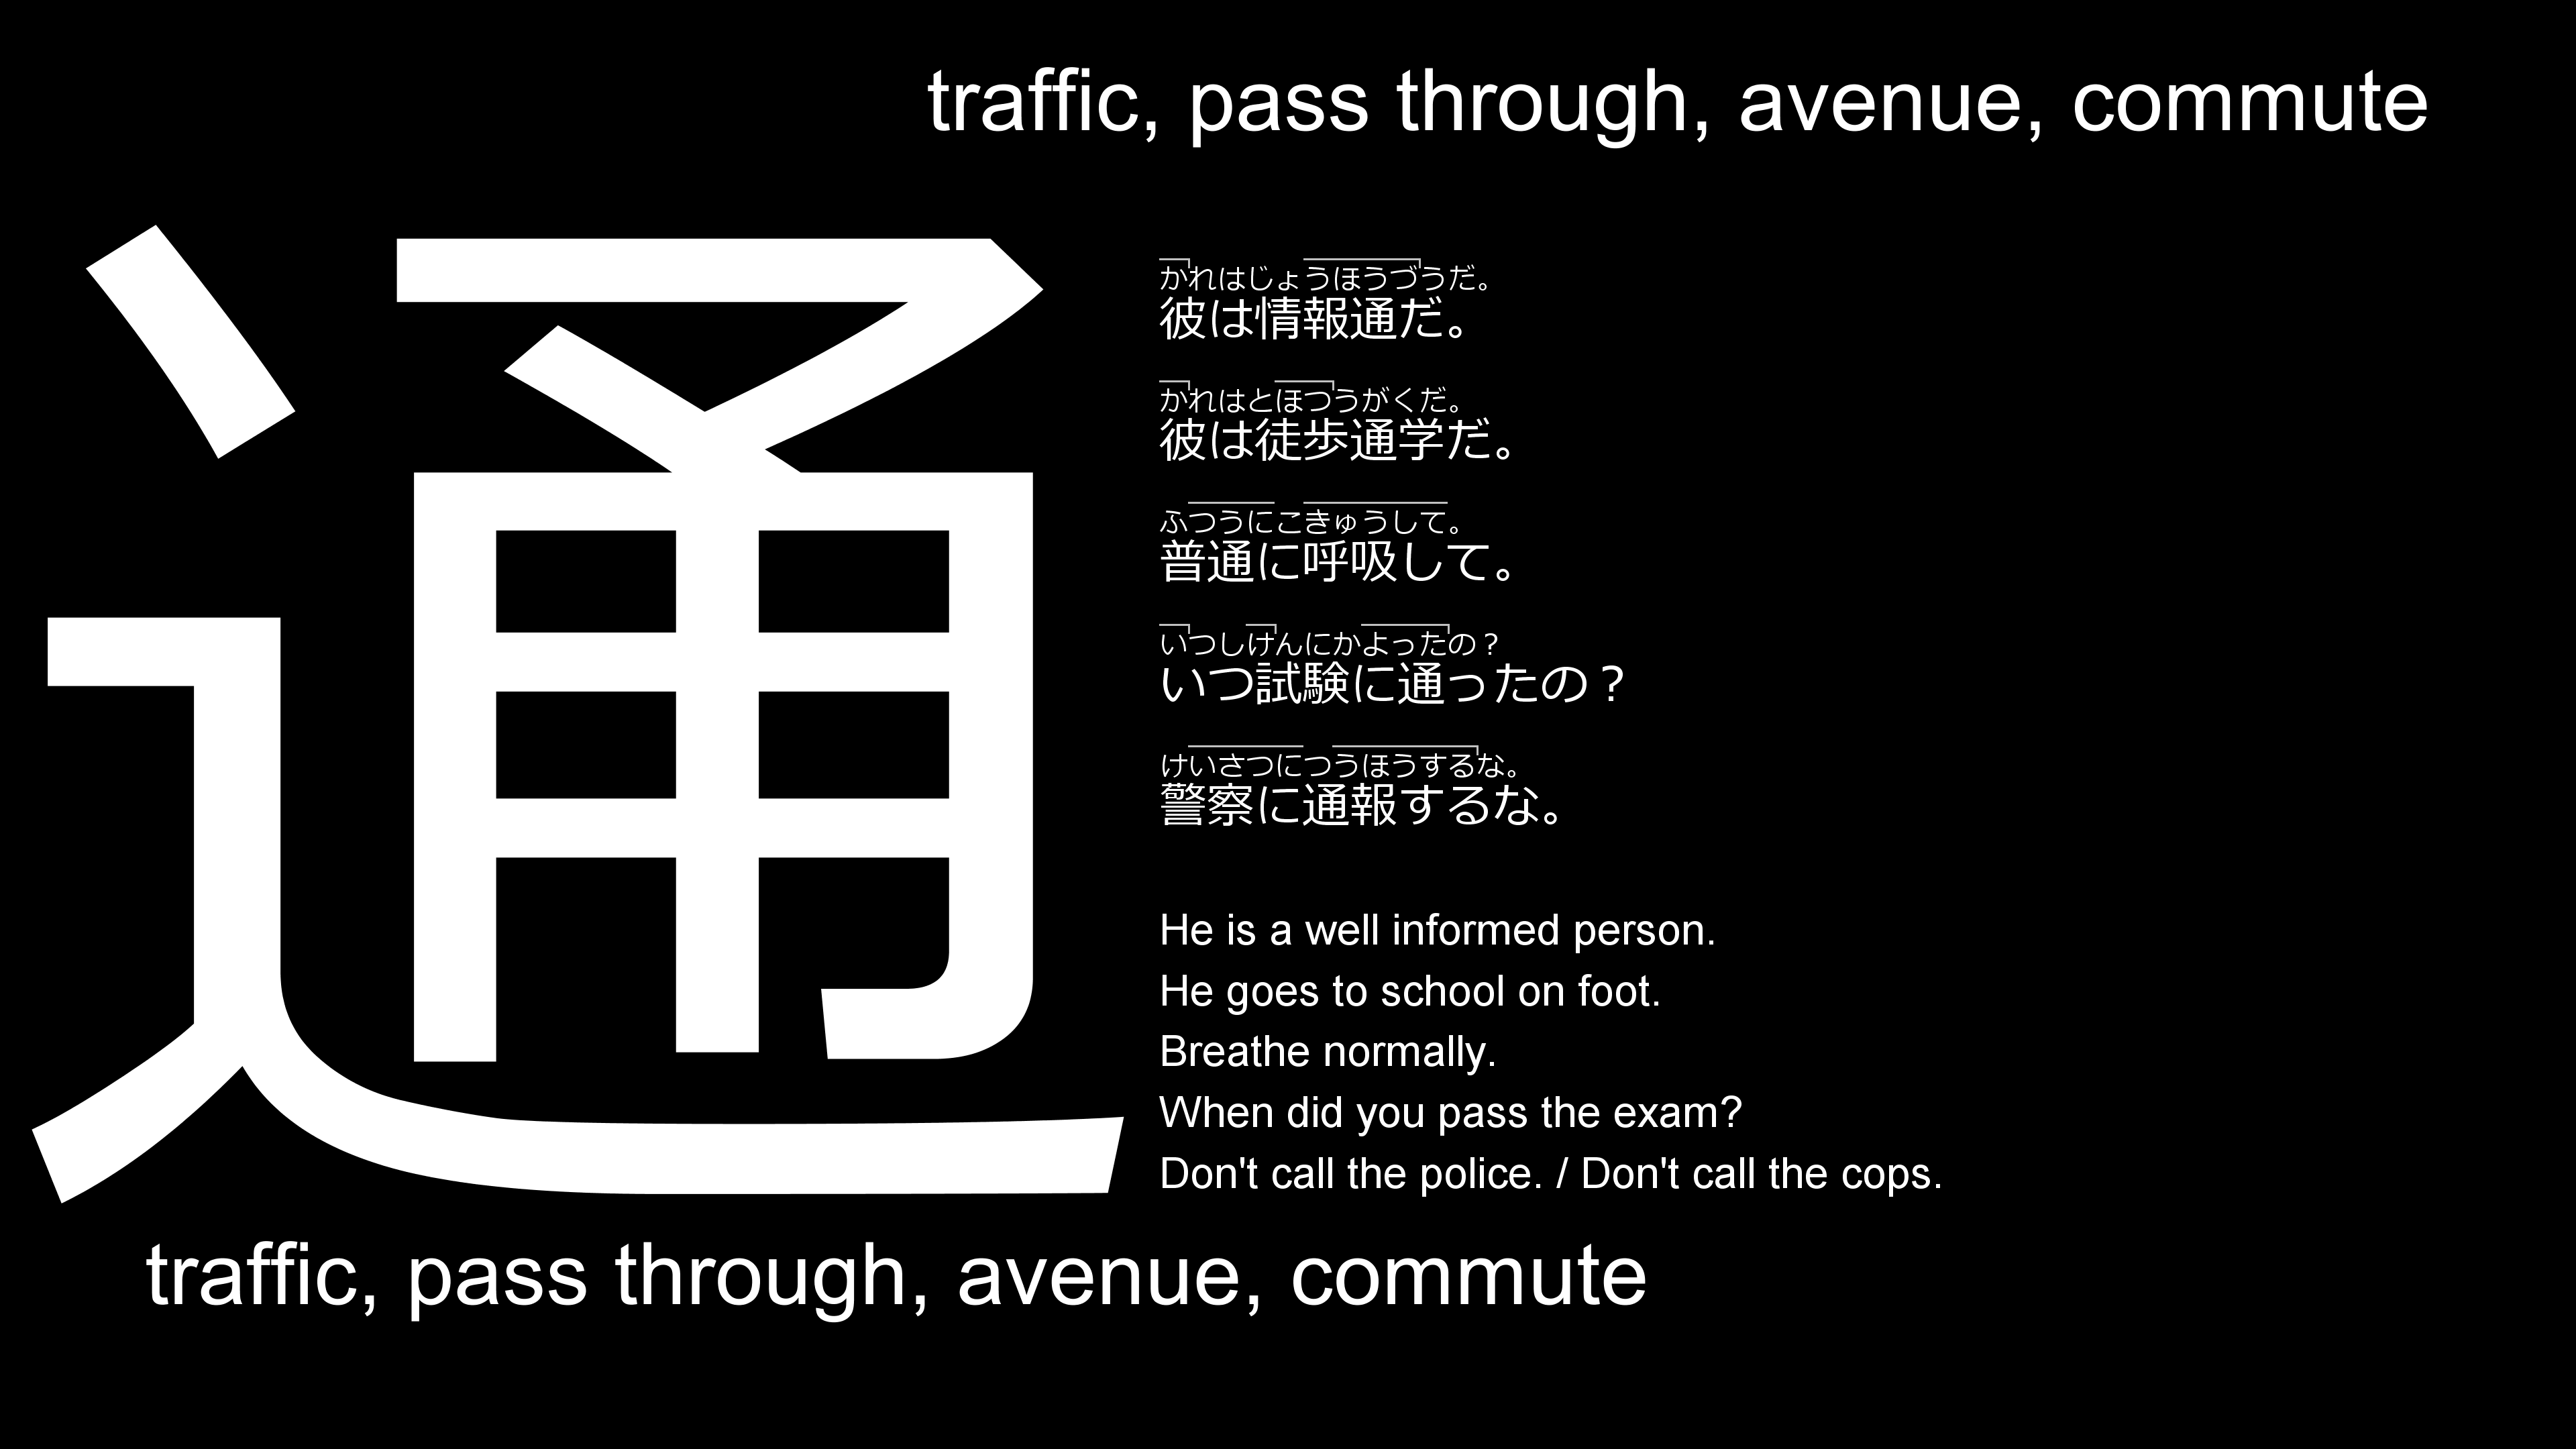 traffic, pass through, avenue, commute
通
かれはじょうほうづうだ。
彼は情報通だ。
かれはとほつうがくだ。
彼は徒歩通学だ。
ふつうにこきゅうして。
普通に呼吸して。
いつしけんにかよったの？
いつ試験に通ったの？
けいさつにつうほうするな。
警察に通報するな。
He is a well informed person.
He goes to school on foot.
Breathe normally.
When did you pass the exam?
Don't call the police. / Don't call the cops.
traffic, pass through, avenue, commute